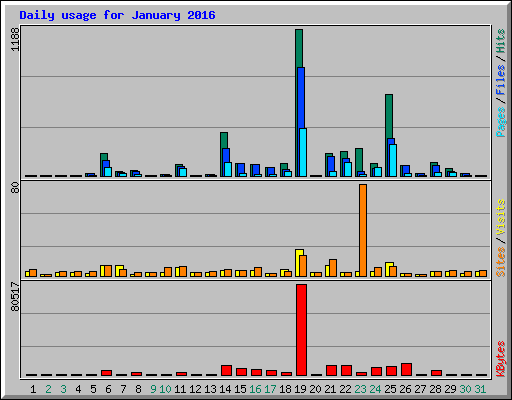 Daily usage for January 2016
1188
Pages / Files / Hits
80
Sites / Visits
80517
KBytes
1 2 3 4 5 6 7 8 9 10 11 12 13 14 15 16 17 18 19 20 21 22 23 24 25 26 27 28 29 30 31